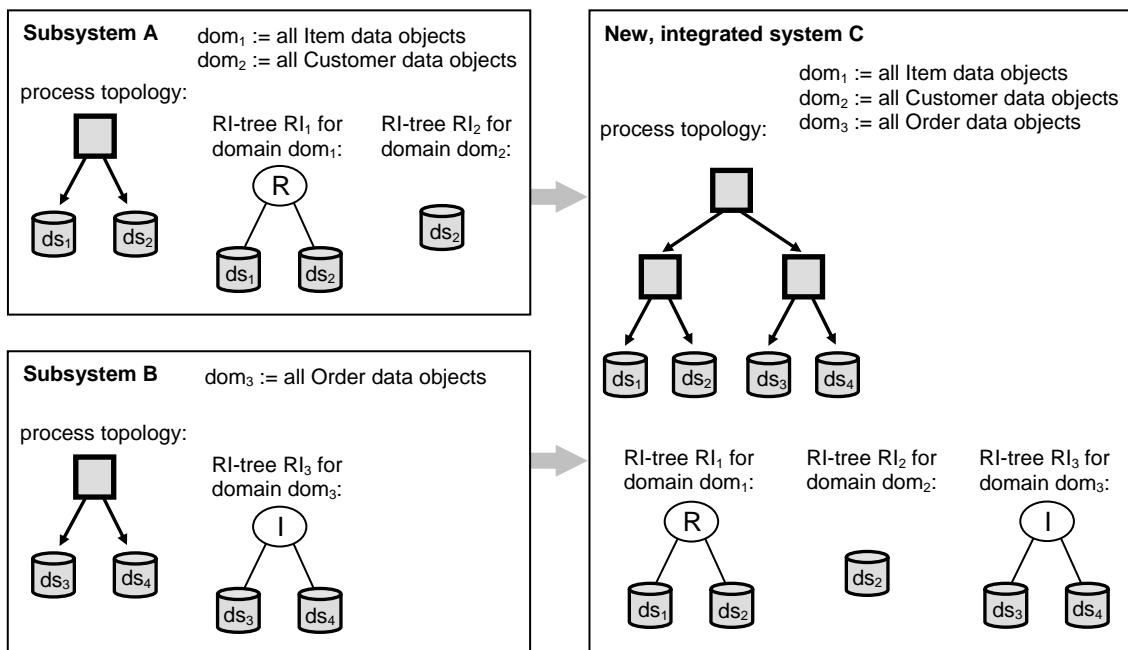 Subsystem A
dom₁ := all Item data objects
dom₂ := all Customer data objects
process topology:
RI-tree RI₁ for
domain dom₁:
RI-tree RI₂ for
domain dom₂:
R
ds₁
ds₂
ds₁
ds₂
ds₂
Subsystem B
dom₃ := all Order data objects
process topology:
RI-tree RI₃ for
domain dom₃:
I
ds₃
ds₄
ds₃
ds₄
New, integrated system C
dom₁ := all Item data objects
dom₂ := all Customer data objects
dom₃ := all Order data objects
process topology:
ds₁
ds₂
ds₃
ds₄
RI-tree RI₁ for
domain dom₁:
RI-tree RI₂ for
domain dom₂:
RI-tree RI₃ for
domain dom₃:
R
I
ds₁
ds₂
ds₂
ds₃
ds₄